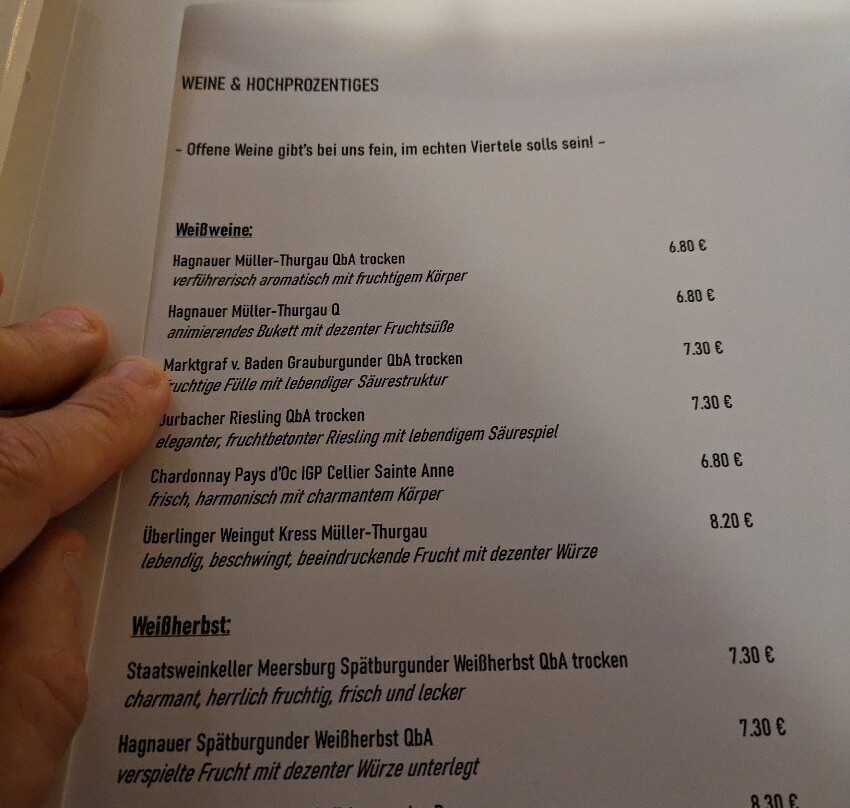 WEINE & HOCHPROZENTIGES
- Offene Weine gibt's bei uns fein, im echten Viertele solls sein! -
Weißweine:
Hagnauer Müller-Thurgau QbA trocken 6.80 €
verführerisch aromatisch mit fruchtigem Körper
Hagnauer Müller-Thurgau Q 6.80 €
animierendes Bukett mit dezenter Fruchtsüße
Marktgraf v. Baden Grauburgunder QbA trocken 7.30 €
fruchtige Fülle mit lebendiger Säurestruktur
Riesling QbA trocken 7.30 €
eleganter, fruchtbetonter Riesling mit lebendigem Säurespiel
Chardonnay Pays d'Oc IGP Cellier Sainte Anne 6.80 €
frisch, harmonisch mit charmantem Körper
Überlinger Weingut Kress Müller-Thurgau 8.20 €
lebendig, beschwingt, beeindruckende Frucht mit dezenter Würze
Weißherbst:
Staatsweinkeller Meersburg Spätburgunder Weißherbst QbA trocken 7.30 €
charmant, herrlich fruchtig, frisch und lecker
Hagnauer Spätburgunder Weißherbst QbA 7.30 €
verspielte Frucht mit dezenter Würze unterlegt
8.30 €